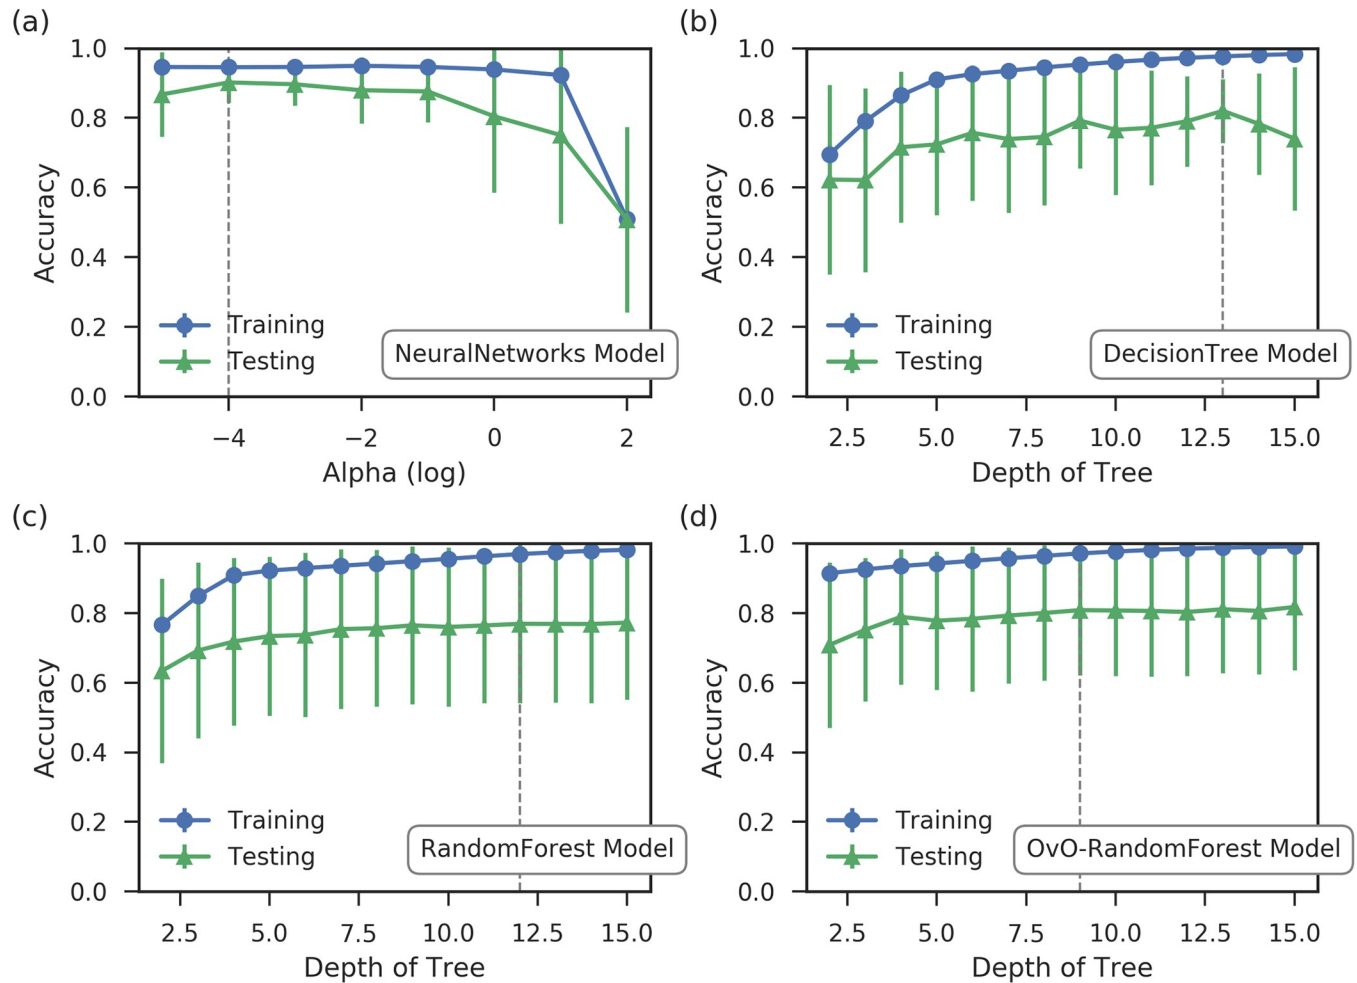 (a)
1.0
0.8
0.6
0.4
0.2
0.0
Accuracy
Training
Testing
NeuralNetworks Model
−4 −2 0 2
Alpha (log)
(b)
1.0
0.8
0.6
0.4
0.2
0.0
Accuracy
Training
Testing
DecisionTree Model
2.5 5.0 7.5 10.0 12.5 15.0
Depth of Tree
(c)
1.0
0.8
0.6
0.4
0.2
0.0
Accuracy
Training
Testing
RandomForest Model
2.5 5.0 7.5 10.0 12.5 15.0
Depth of Tree
(d)
1.0
0.8
0.6
0.4
0.2
0.0
Accuracy
Training
Testing
OvO-RandomForest Model
2.5 5.0 7.5 10.0 12.5 15.0
Depth of Tree